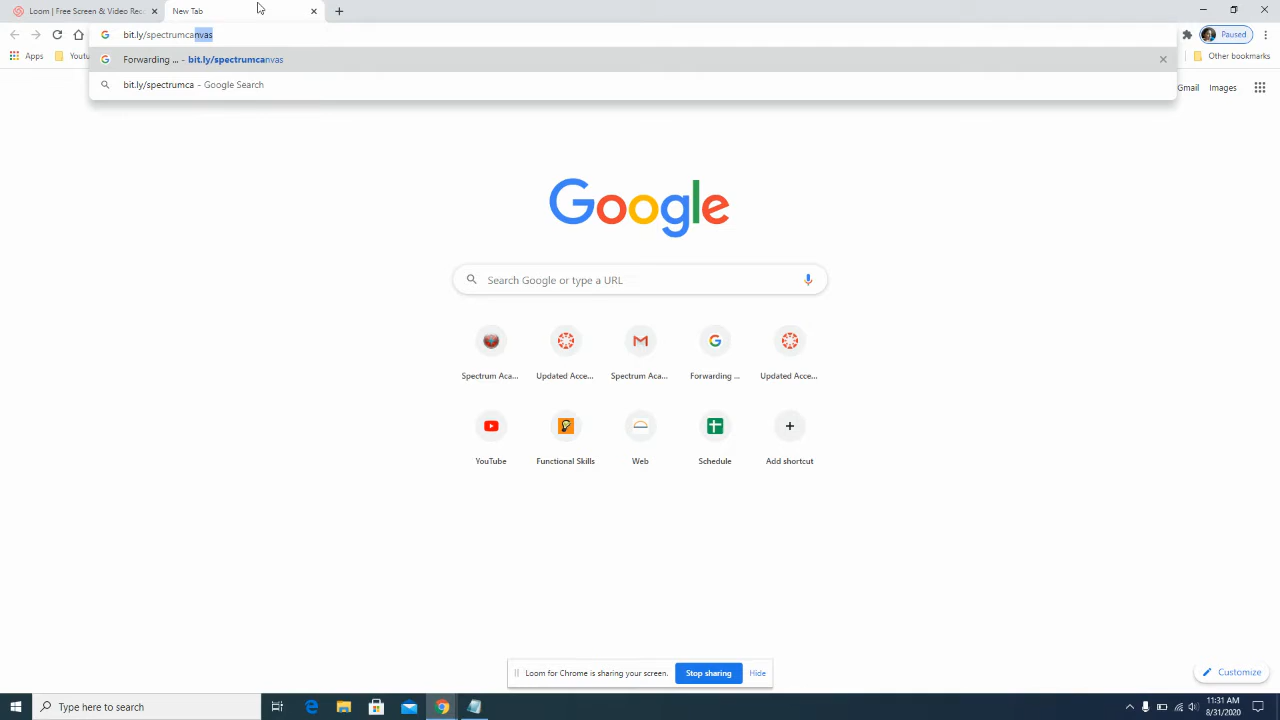 Loom | Free Screen & Video Rec
New Tab
bit.ly/spectrumcanvas
Paused
Forwarding ... - bit.ly/spectrumcanvas
bit.ly/spectrumca - Google Search
Apps
Youtu
Other bookmarks
Gmail Images
Google
Search Google or type a URL
Spectrum Aca... Updated Acce... Spectrum Aca... Forwarding ... Updated Acce...
YouTube Functional Skills Web Schedule Add shortcut
Loom for Chrome is sharing your screen. Stop sharing Hide
Customize
Type here to search
11:31 AM
8/31/2020